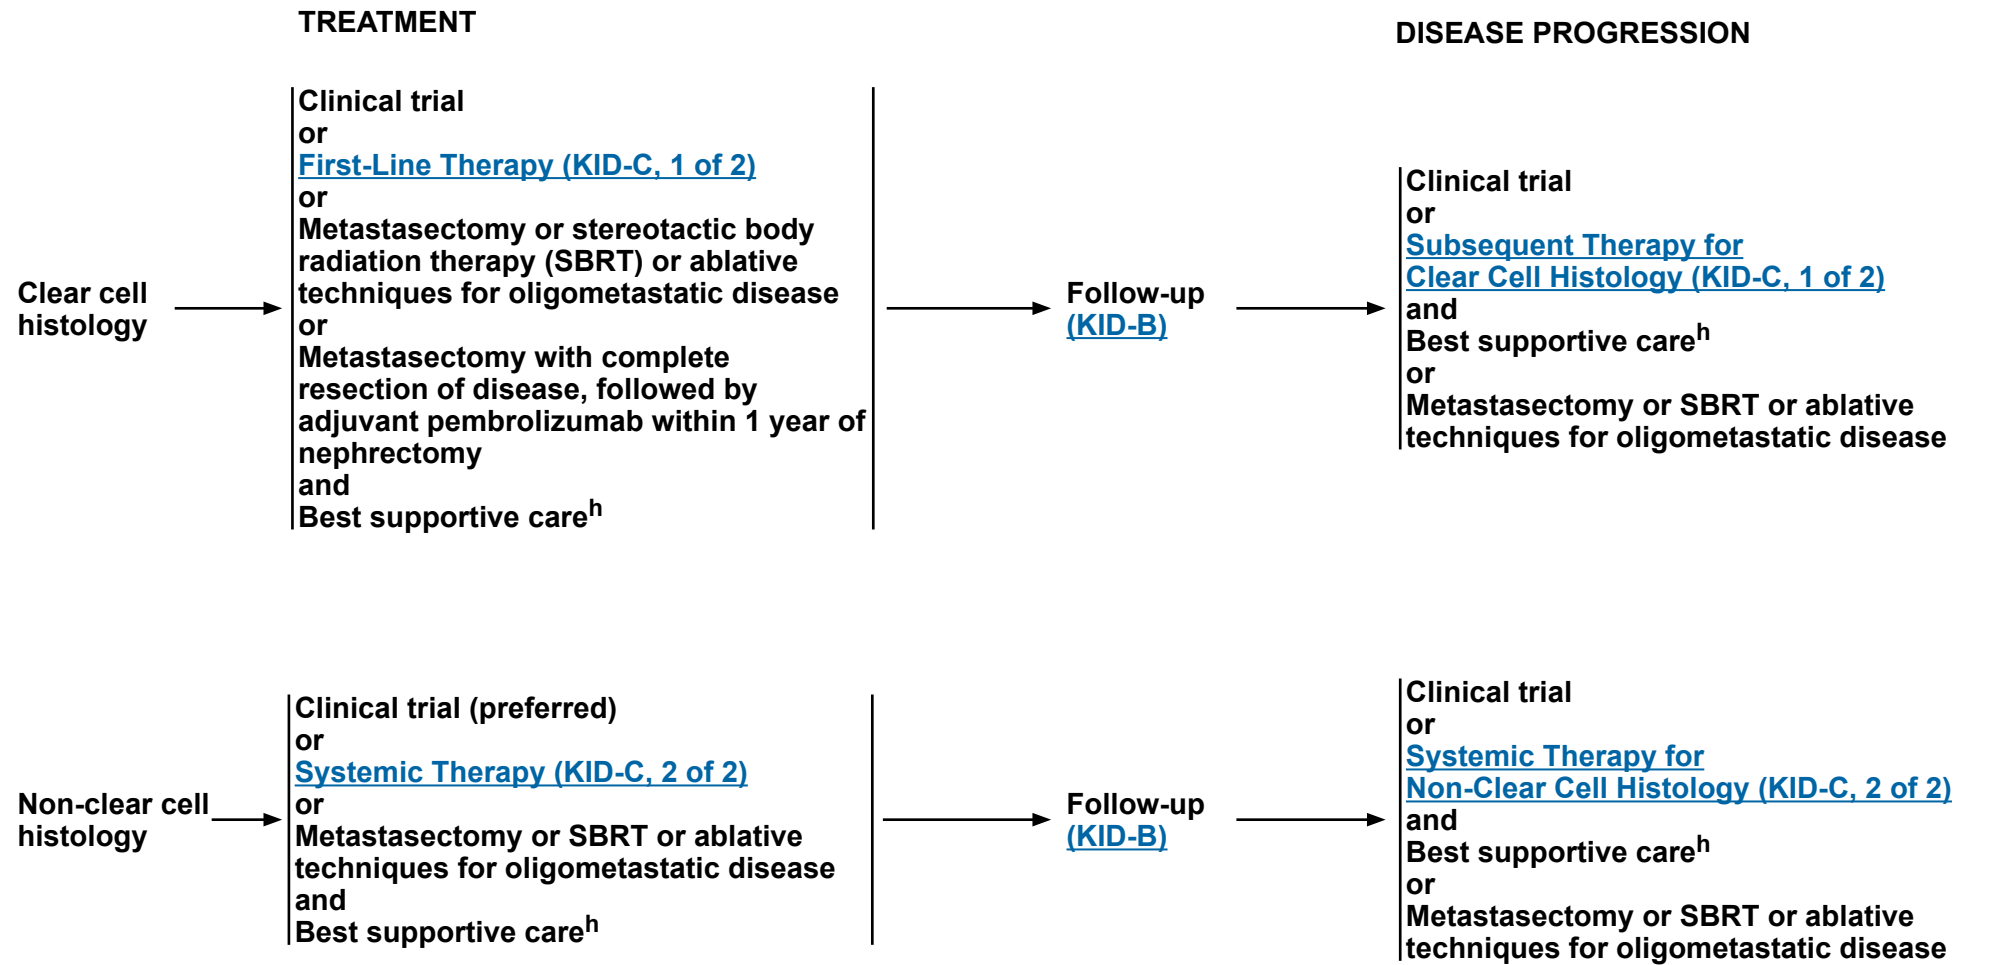 TREATMENT
DISEASE PROGRESSION
Clear cell
histology
Clinical trial
or
First-Line Therapy (KID-C, 1 of 2)
or
Metastasectomy or stereotactic body
radiation therapy (SBRT) or ablative
techniques for oligometastatic disease
or
Metastasectomy with complete
resection of disease, followed by
adjuvant pembrolizumab within 1 year of
nephrectomy
and
Best supportive careʰ
Follow-up
(KID-B)
Clinical trial
or
Subsequent Therapy for
Clear Cell Histology (KID-C, 1 of 2)
and
Best supportive careʰ
or
Metastasectomy or SBRT or ablative
techniques for oligometastatic disease
Non-clear cell
histology
Clinical trial (preferred)
or
Systemic Therapy (KID-C, 2 of 2)
or
Metastasectomy or SBRT or ablative
techniques for oligometastatic disease
and
Best supportive careʰ
Follow-up
(KID-B)
Clinical trial
or
Systemic Therapy for
Non-Clear Cell Histology (KID-C, 2 of 2)
and
Best supportive careʰ
or
Metastasectomy or SBRT or ablative
techniques for oligometastatic disease